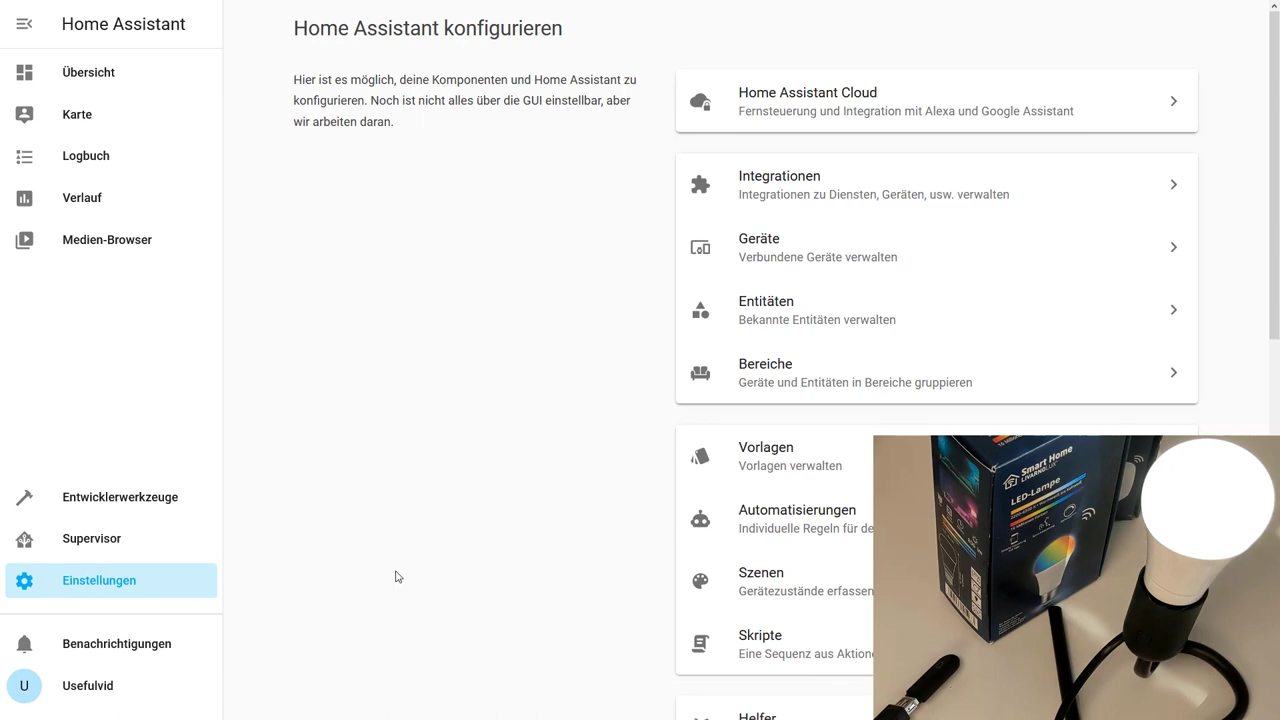 Home Assistant
Übersicht
Karte
Logbuch
Verlauf
Medien-Browser
Entwicklerwerkzeuge
Supervisor
Einstellungen
Benachrichtigungen
U
Usefulvid
Home Assistant konfigurieren
Hier ist es möglich, deine Komponenten und Home Assistant zu
konfigurieren. Noch ist nicht alles über die GUI einstellbar, aber
wir arbeiten daran.
Home Assistant Cloud
Fernsteuerung und Integration mit Alexa und Google Assistant
Integrationen
Integrationen zu Diensten, Geräten, usw. verwalten
Geräte
Verbundene Geräte verwalten
Entitäten
Bekannte Entitäten verwalten
Bereiche
Geräte und Entitäten in Bereiche gruppieren
Vorlagen
Vorlagen verwalten
Automatisierungen
Individuelle Regeln für de
Szenen
Gerätezustände erfassen
Skripte
Eine Sequenz aus Aktione
Helfer
Smart Home
LIVARNO LUX
LED-Lampe